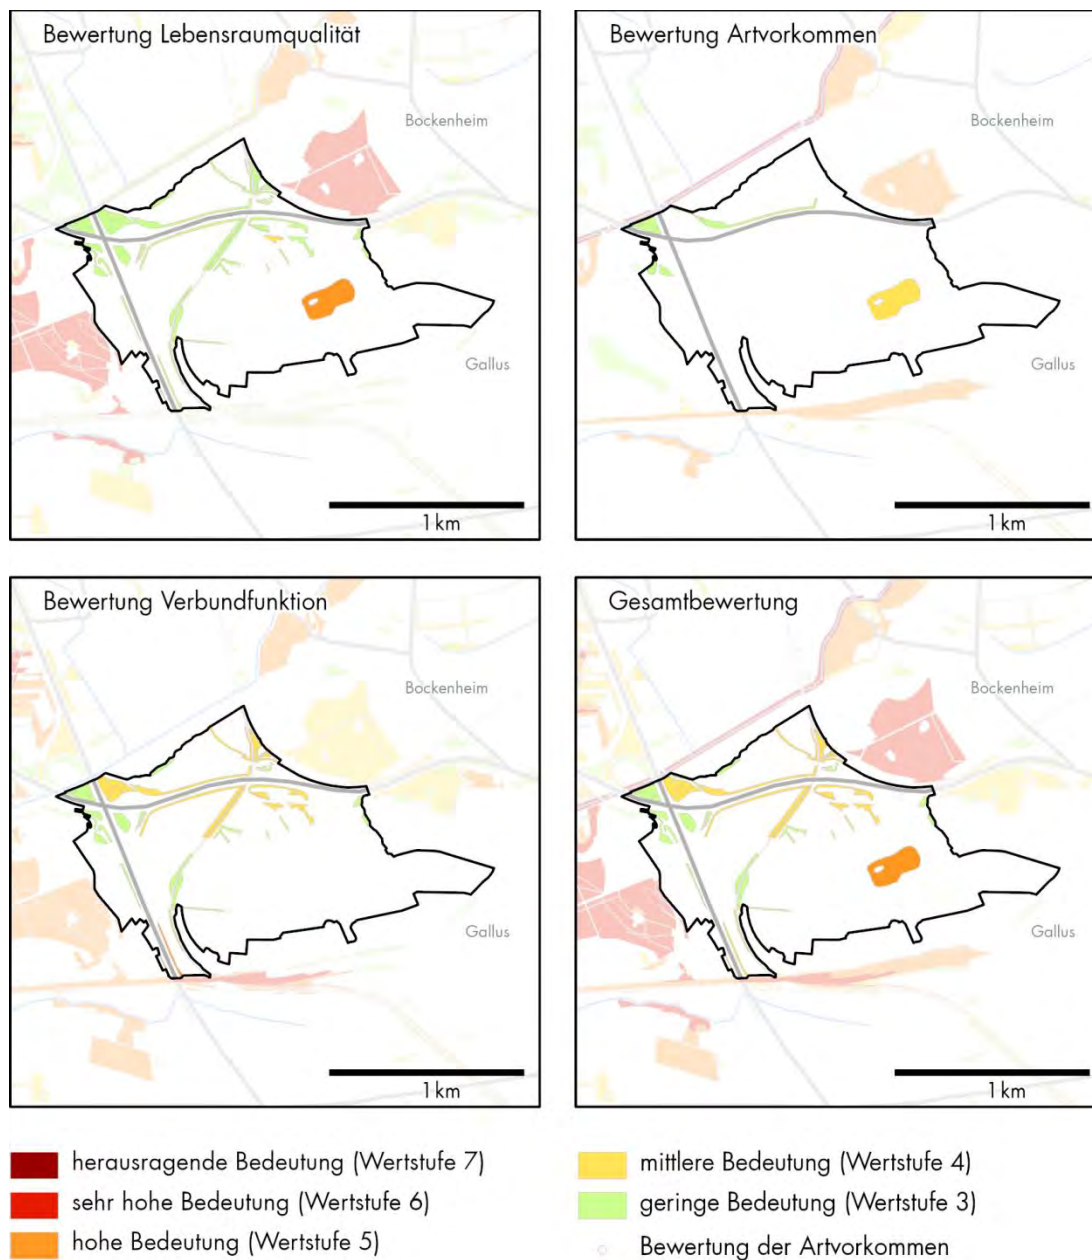 Bewertung Lebensraumqualität
Bockenheim
Gallus
1 km
Bewertung Artvorkommen
Bockenheim
Gallus
1 km
Bewertung Verbundfunktion
Bockenheim
Gallus
1 km
Gesamtbewertung
Bockenheim
Gallus
1 km
herausragende Bedeutung (Wertstufe 7)
sehr hohe Bedeutung (Wertstufe 6)
hohe Bedeutung (Wertstufe 5)
mittlere Bedeutung (Wertstufe 4)
geringe Bedeutung (Wertstufe 3)
Bewertung der Artvorkommen